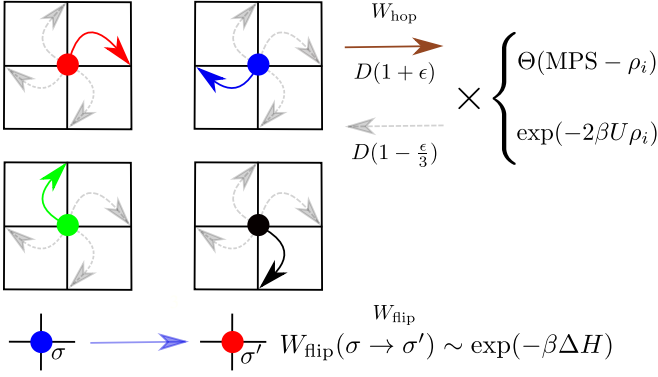 W_hop
D(1 + ϵ)
D(1 − ϵ/3)
×
{
Θ(MPS − ρ_i)
exp(−2βUρ_i)
σ
σ′
W_flip
W_flip(σ → σ′) ∼ exp(−βΔH)